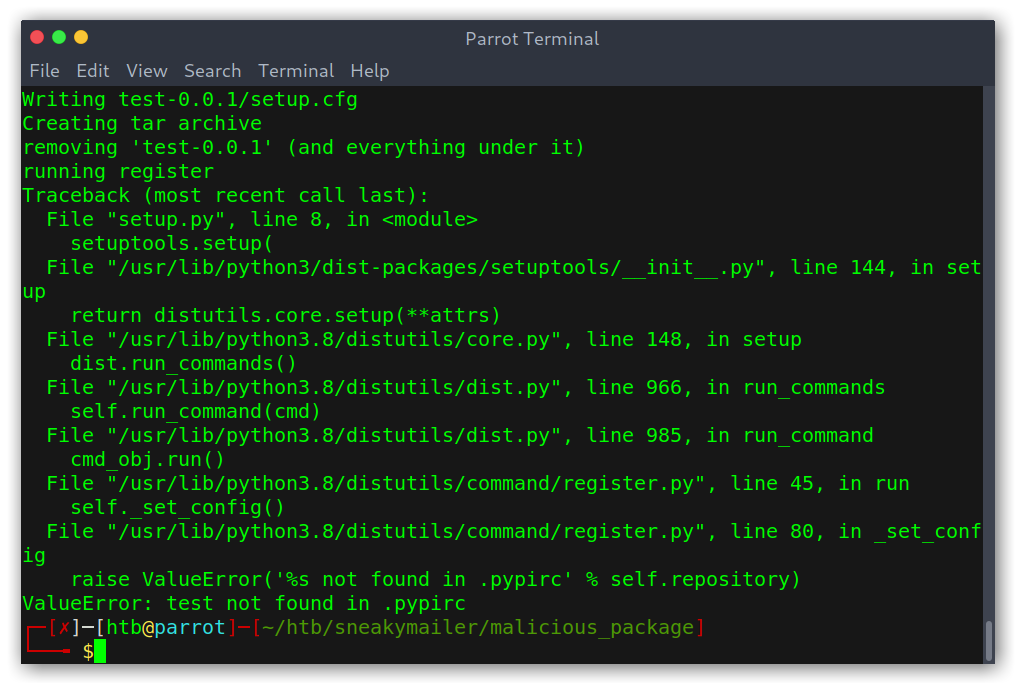 Parrot Terminal
File Edit View Search Terminal Help
Writing test-0.0.1/setup.cfg
Creating tar archive
removing 'test-0.0.1' (and everything under it)
running register
Traceback (most recent call last):
  File "setup.py", line 8, in <module>
    setuptools.setup(
  File "/usr/lib/python3/dist-packages/setuptools/__init__.py", line 144, in set
up
    return distutils.core.setup(**attrs)
  File "/usr/lib/python3.8/distutils/core.py", line 148, in setup
    dist.run_commands()
  File "/usr/lib/python3.8/distutils/dist.py", line 966, in run_commands
    self.run_command(cmd)
  File "/usr/lib/python3.8/distutils/dist.py", line 985, in run_command
    cmd_obj.run()
  File "/usr/lib/python3.8/distutils/command/register.py", line 45, in run
    self._set_config()
  File "/usr/lib/python3.8/distutils/command/register.py", line 80, in _set_conf
ig
    raise ValueError('%s not found in .pypirc' % self.repository)
ValueError: test not found in .pypirc
┌─[✗]─[htb@parrot]─[~/htb/sneakymailer/malicious_package]
└──╼ $